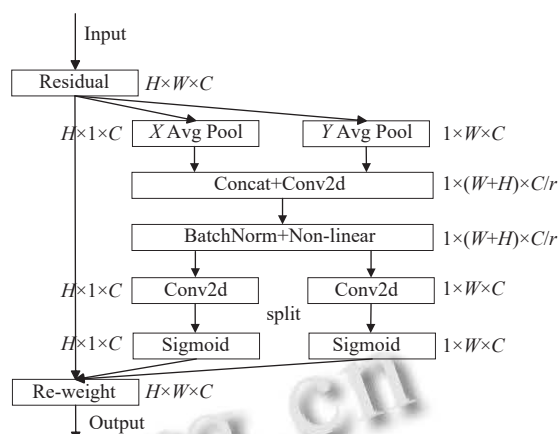 Input
Residual H×W×C
H×1×C X Avg Pool Y Avg Pool 1×W×C
Concat+Conv2d 1×(W+H)×C/r
BatchNorm+Non-linear 1×(W+H)×C/r
H×1×C Conv2d Conv2d 1×W×C
split
H×1×C Sigmoid Sigmoid 1×W×C
Re-weight H×W×C
Output